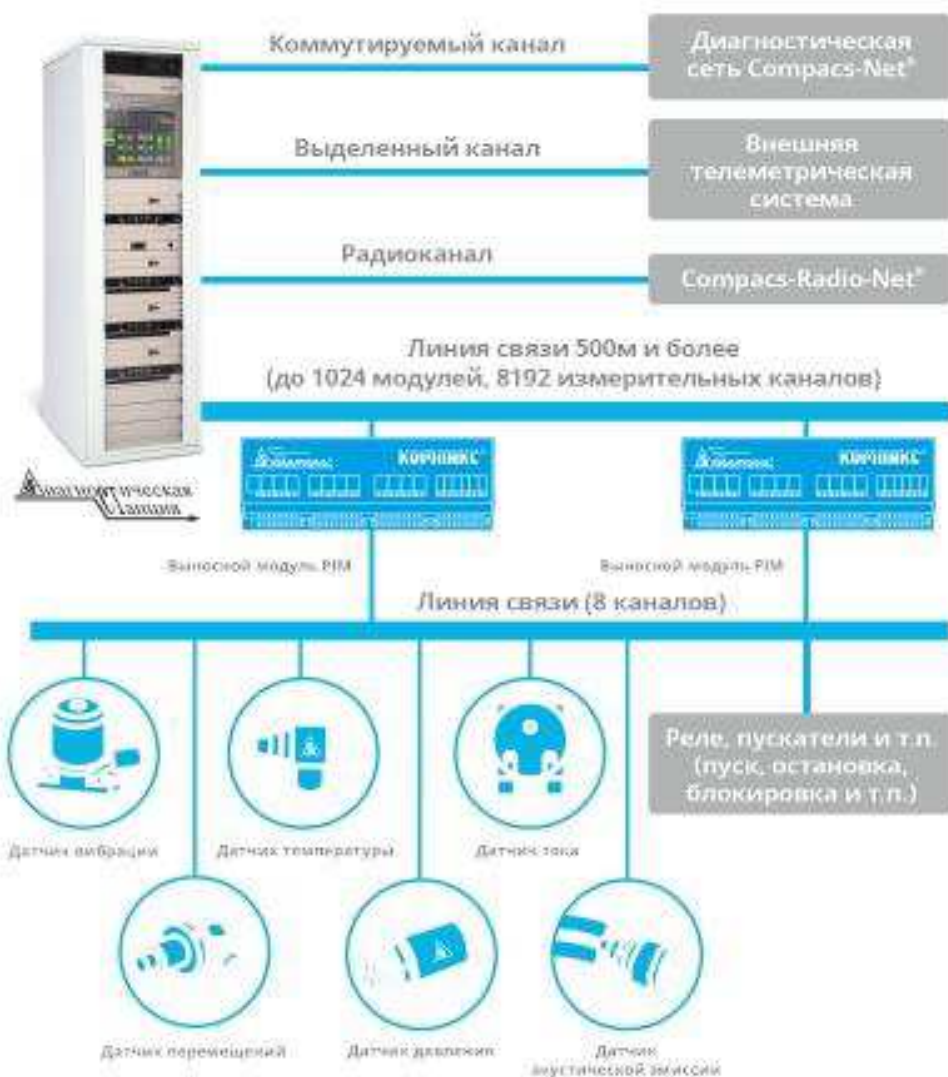 Коммутируемый канал
Диагностическая
сеть Compacs-Net®
Выделенный канал
Внешняя
телеметрическая
система
Радиоканал
Compacs-Radio-Net®
Линия связи 500м и более
(до 1024 модулей, 8192 измерительных каналов)
Диагностическая
Станция
Выносной модуль PIM
Выносной модуль PIM
Линия связи (8 каналов)
Реле, пускатели и т.п.
(пуск, остановка,
блокировка и т.п.)
Датчик вибрации
Датчик температуры
Датчик тока
Датчик перемещений
Датчик давления
Датчик
акустической эмиссии